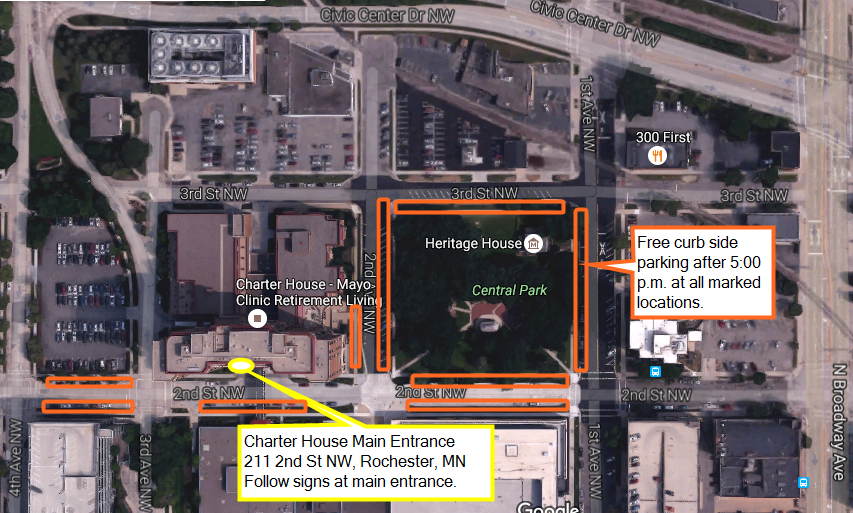 Civic Center Dr NW
Civic Center Dr NW
1st Ave NW
300 First
3rd St NW
3rd St NW
3rd St NW
Heritage House
Free curb side
parking after 5:00
p.m. at all marked
locations.
2nd Ave NW
Charter House - Mayo
Clinic Retirement Living
Central Park
2nd St NW
2nd St NW
2nd St NW
N Broadway Ave
4th Ave NW
3rd Ave NW
1st Ave NW
Charter House Main Entrance
211 2nd St NW, Rochester, MN
Follow signs at main entrance.
Google